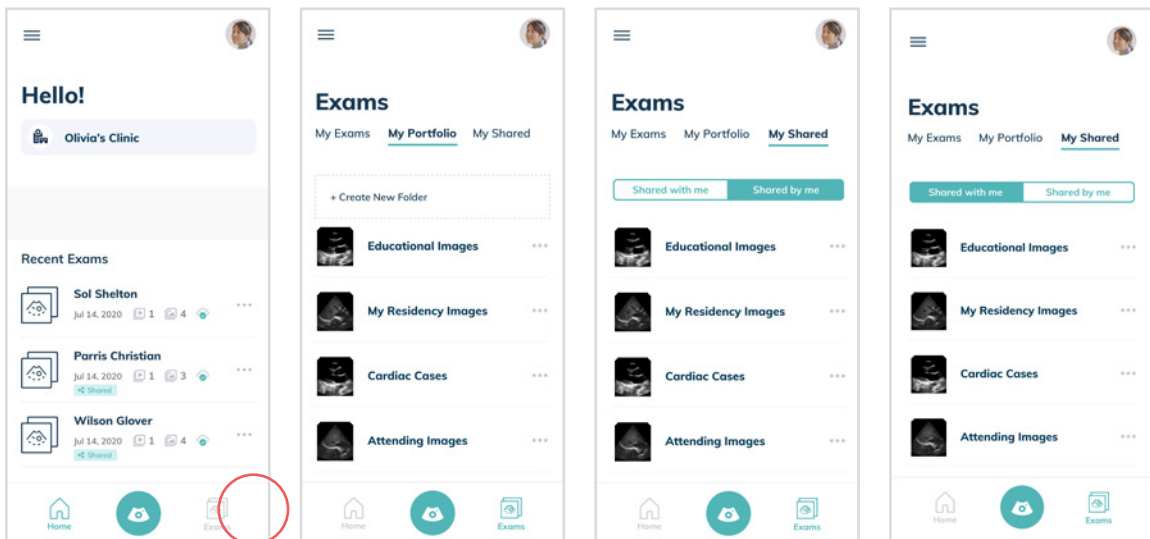 Hello!
Olivia's Clinic
Recent Exams
Sol Shelton
Jul 14, 2020 1 4
Parris Christian
Jul 14, 2020 1 3
Shared
Wilson Glover
Jul 14, 2020 1 4
Shared
Home
Exams
Exams
My Exams My Portfolio My Shared
+ Create New Folder
Educational Images
My Residency Images
Cardiac Cases
Attending Images
Home
Exams
Exams
My Exams My Portfolio My Shared
Shared with me Shared by me
Educational Images
My Residency Images
Cardiac Cases
Attending Images
Home
Exams
Exams
My Exams My Portfolio My Shared
Shared with me Shared by me
Educational Images
My Residency Images
Cardiac Cases
Attending Images
Home
Exams